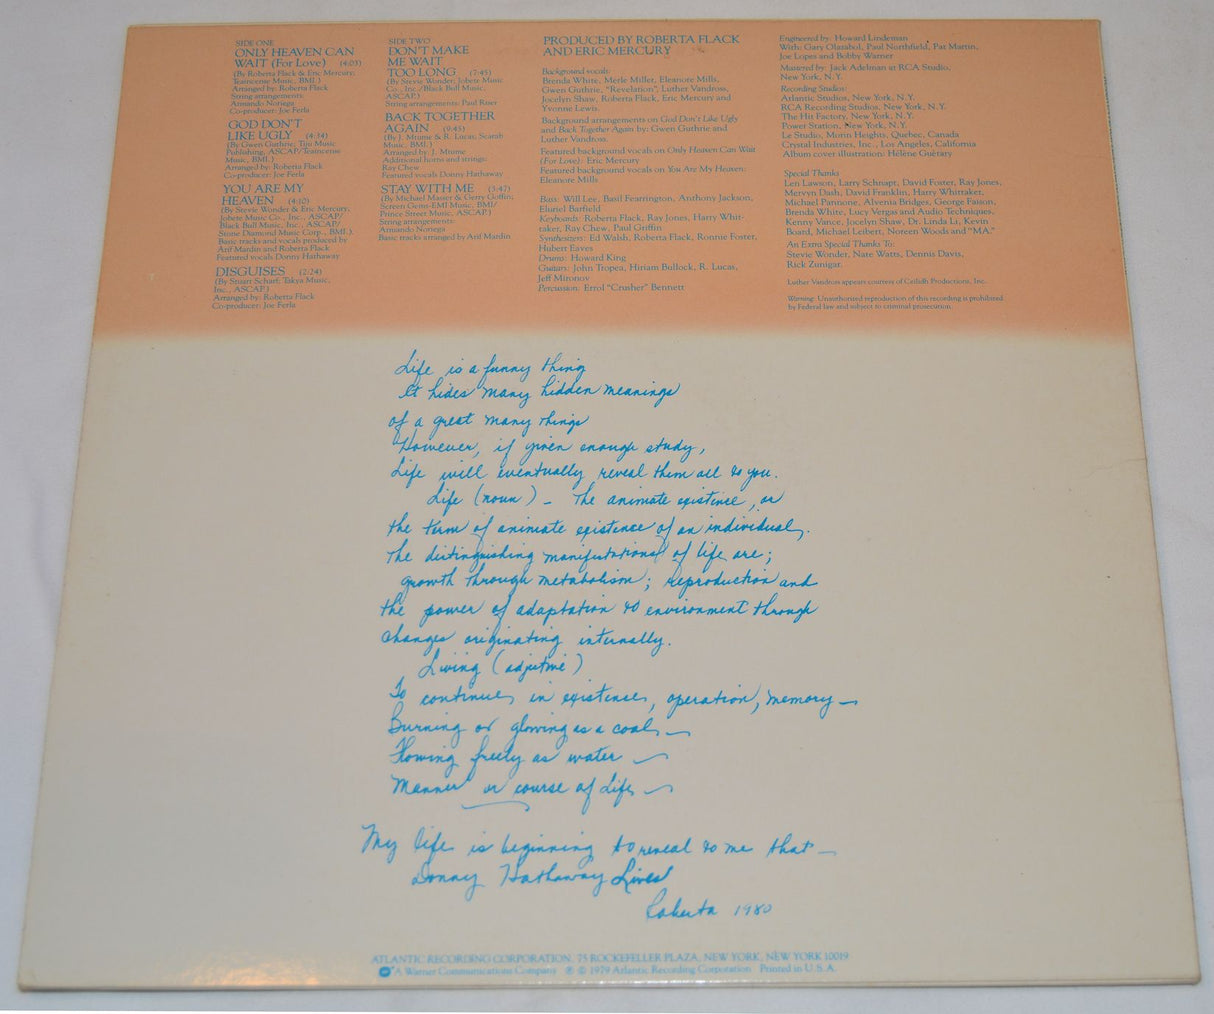 SIDE ONE
ONLY HEAVEN CAN
WAIT (For Love) (4:03)
(By Roberta Flack & Eric Mercury;
Teaincense Music, BMI.)
Arranged by: Roberta Flack
String arrangements:
Armando Noriega
Co-producer: Joe Ferla
GOD DON'T
LIKE UGLY (4:34)
(By Gwen Guthrie; Tiju Music
Publishing, ASCAP/Teaincense
Music, BMI.)
Arranged by: Roberta Flack
Co-producer: Joe Ferla
YOU ARE MY
HEAVEN (4:10)
(By Stevie Wonder & Eric Mercury,
Jobete Music Co., Inc., ASCAP/
Black Bull Music, Inc., ASCAP/
Stone Diamond Music Corp., BMI.)
Basic tracks and vocals produced by
Arif Mardin and Roberta Flack
Featured vocals Donny Hathaway
DISGUISES (2:24)
(By Stuart Scharf; Takya Music,
Inc., ASCAP.)
Arranged by: Roberta Flack
Co-producer: Joe Ferla
SIDE TWO
DON'T MAKE
ME WAIT
TOO LONG (7:45)
(By Stevie Wonder; Jobete Music
Co., Inc./Black Bull Music,
ASCAP.)
String arrangements: Paul Riser
BACK TOGETHER
AGAIN (9:45)
(By J. Mtume & R. Lucas; Scarab
Music, BMI.)
Arranged by: J. Mtume
Additional horns and strings:
Ray Chew
Featured vocals Donny Hathaway
STAY WITH ME (3:47)
(By Michael Masser & Gerry Goffin;
Screen Gems-EMI Music, BMI/
Prince Street Music, ASCAP.)
String arrangements:
Armando Noriega
Basic tracks arranged by Arif Mardin
PRODUCED BY ROBERTA FLACK
AND ERIC MERCURY
Background vocals:
Brenda White, Merle Miller, Eleanore Mills,
Gwen Guthrie, "Revelation", Luther Vandross,
Jocelyn Shaw, Roberta Flack, Eric Mercury and
Yvonne Lewis.
Background arrangements on God Don't Like Ugly
and Back Together Again by: Gwen Guthrie and
Luther Vandross.
Featured background vocals on Only Heaven Can Wait
(For Love): Eric Mercury
Featured background vocals on You Are My Heaven:
Eleanore Mills
Bass: Will Lee, Basil Fearrington, Anthony Jackson,
Eluriel Barfield
Keyboards: Roberta Flack, Ray Jones, Harry Whit-
taker, Ray Chew, Paul Griffin
Synthesizers: Ed Walsh, Roberta Flack, Ronnie Foster,
Hubert Eaves
Drums: Howard King
Guitars: John Tropea, Hiriam Bullock, R. Lucas,
Jeff Mironov
Percussion: Errol "Crusher" Bennett
Engineered by: Howard Lindeman
With: Gary Olazabol, Paul Northfield, Pat Martin,
Joe Lopes and Bobby Warner
Mastered by: Jack Adelman at RCA Studio,
New York, N.Y.
Recording Studios:
Atlantic Studios, New York, N.Y.
RCA Recording Studios, New York, N.Y.
The Hit Factory, New York, N.Y.
Power Station, New York, N.Y.
Le Studio, Morin Heights, Quebec, Canada
Crystal Industries, Inc., Los Angeles, California
Album cover illustration: Hélène Guétary
Special Thanks
Len Lawson, Larry Schnapt, David Foster, Ray Jones,
Mervyn Dash, David Franklin, Harry Whittaker,
Michael Pannone, Alvenia Bridges, George Faison,
Brenda White, Lucy Vergas and Audio Techniques,
Kenny Vance, Jocelyn Shaw, Dr. Linda Li, Kevin
Board, Michael Leibert, Noreen Woods and "MA."
An Extra Special Thanks To:
Stevie Wonder, Nate Watts, Dennis Davis,
Rick Zunigar.
Luther Vandross appears courtesy of Ceilidh Productions, Inc.
Warning: Unauthorized reproduction of this recording is prohibited
by Federal law and subject to criminal prosecution.
Life is a funny thing
It hides many hidden meanings
of a great many things
However, if given enough study,
Life will eventually reveal them all to you.
Life (noun) - The animate existence, or
the term of animate existence of an individual.
The distinguishing manifestations of life are;
growth through metabolism; reproduction and
the power of adaptation to environment through
changes originating internally.
Living (adjective)
To continue, in existence, operation, memory —
Burning or glowing as a coal, —
Flowing freely as water —
Manner or course of Life, —
My life is beginning to reveal to me that —
Donny Hathaway Lives!
Roberta 1980
ATLANTIC RECORDING CORPORATION, 75 ROCKEFELLER PLAZA, NEW YORK, NEW YORK 10019
A Warner Communications Company ℗ © 1979 Atlantic Recording Corporation Printed in U.S.A.